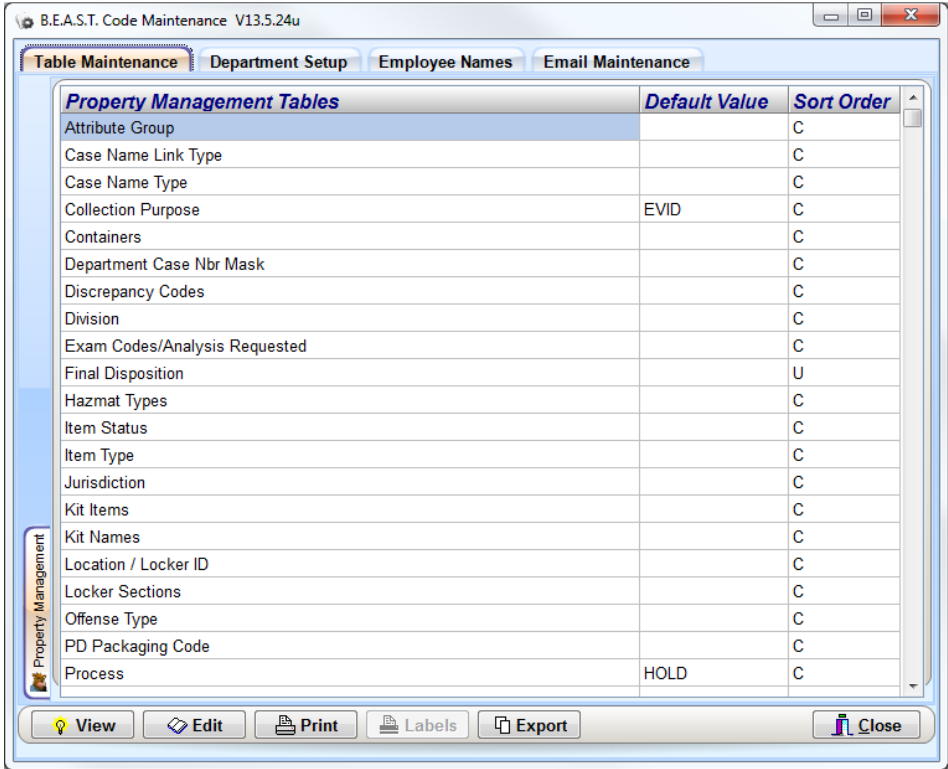 B.E.A.S.T. Code Maintenance V13.5.24u
Table Maintenance Department Setup Employee Names Email Maintenance
Property Management Tables Default Value Sort Order
Attribute Group C
Case Name Link Type C
Case Name Type C
Collection Purpose EVID C
Containers C
Department Case Nbr Mask C
Discrepancy Codes C
Division C
Exam Codes/Analysis Requested C
Final Disposition U
Hazmat Types C
Item Status C
Item Type C
Jurisdiction C
Kit Items C
Kit Names C
Location / Locker ID C
Locker Sections C
Offense Type C
PD Packaging Code C
Process HOLD C
Property Management
View Edit Print Labels Export Close